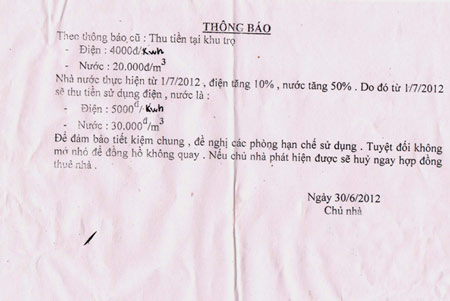 THÔNG BÁO
Theo thông báo cũ : Thu tiền tại khu trọ
- Điện : 4000đ/Kwh
- Nước : 20.000đ/m³
Nhà nước thực hiện từ 1/7/2012 , điện tăng 10% , nước tăng 50% . Do đó từ 1/7/2012
sẽ thu tiền sử dụng điện , nước là :
- Điện : 5000đ/Kwh
- Nước : 30.000đ/m³
Để đảm bảo tiết kiệm chung , đề nghị các phòng hạn chế sử dụng . Tuyệt đối không
mở nhỏ để đồng hồ không quay . Nếu chủ nhà phát hiện được sẽ huỷ ngay hợp đồng
thuê nhà .
Ngày 30/6/2012
Chủ nhà